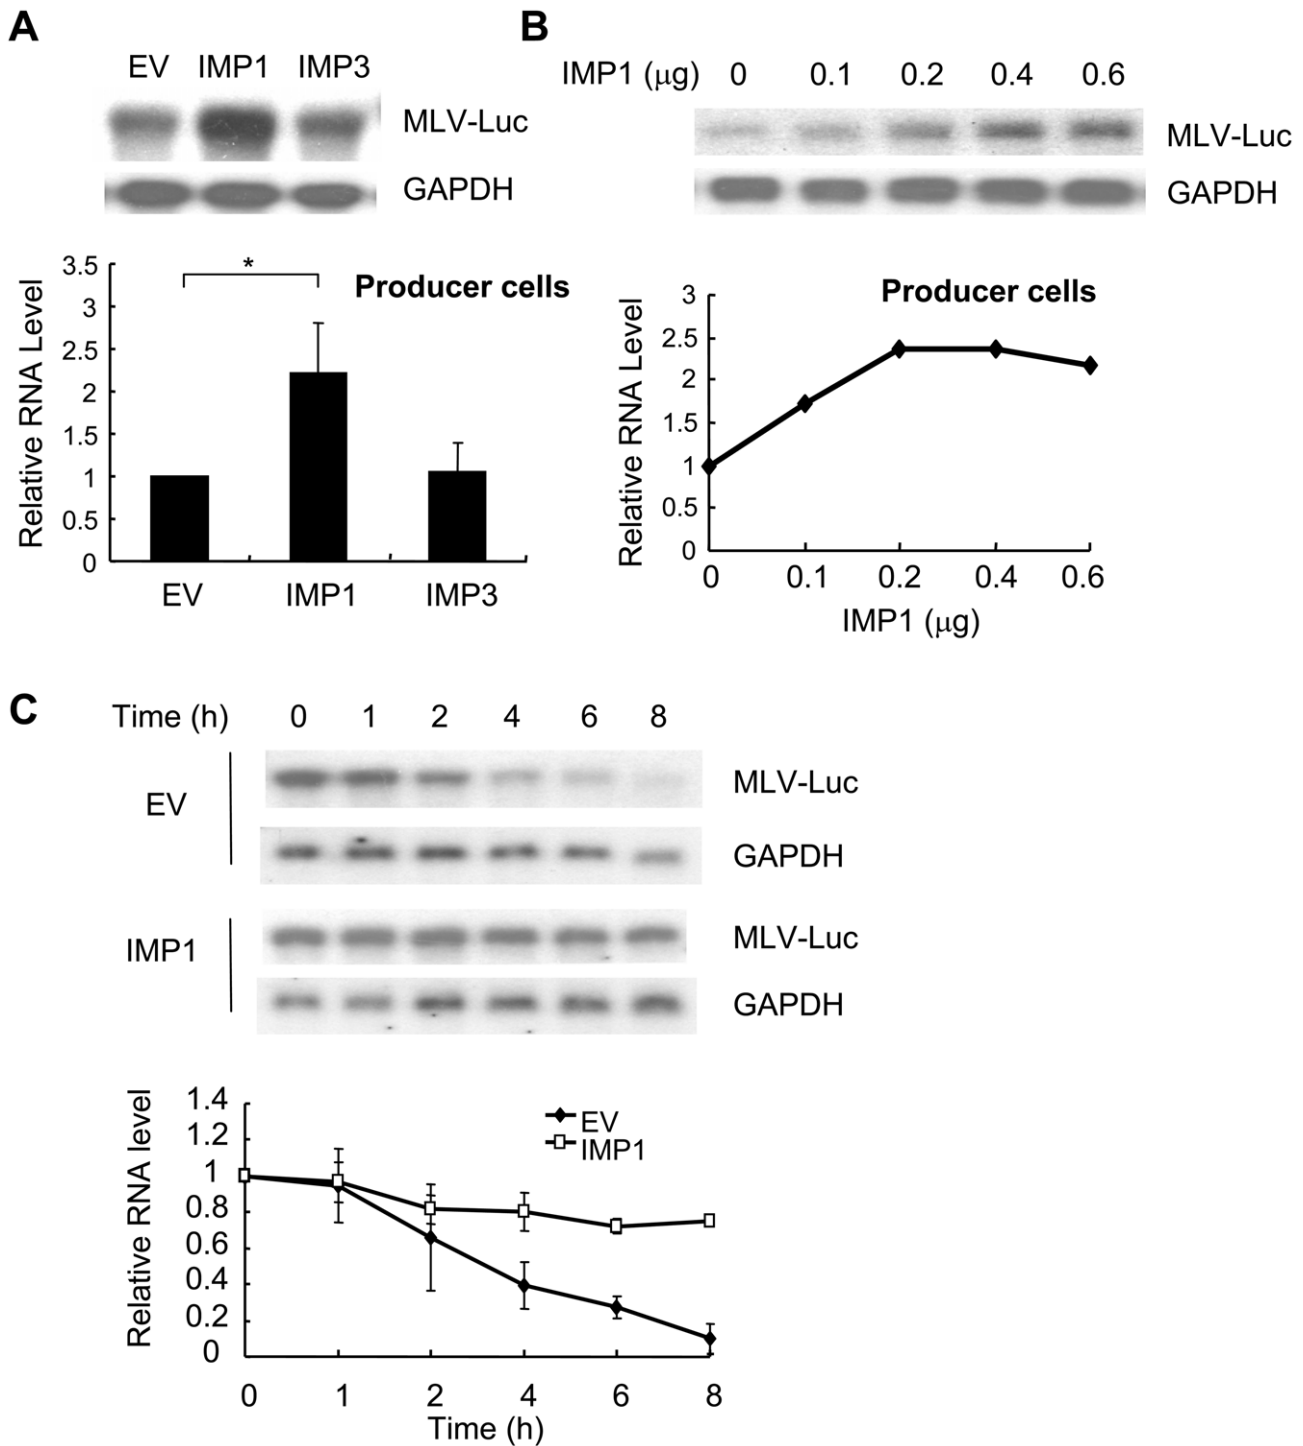 A
EV IMP1 IMP3
MLV-Luc
GAPDH
3.5
3
2.5
2
1.5
1
0.5
0
Relative RNA Level
*
Producer cells
EV IMP1 IMP3
B
IMP1 (μg) 0 0.1 0.2 0.4 0.6
MLV-Luc
GAPDH
3
2.5
2
1.5
1
0.5
0
Relative RNA Level
Producer cells
0 0.1 0.2 0.4 0.6
IMP1 (μg)
C
Time (h) 0 1 2 4 6 8
EV
MLV-Luc
GAPDH
IMP1
MLV-Luc
GAPDH
1.4
1.2
1
0.8
0.6
0.4
0.2
0
Relative RNA level
EV
IMP1
0 1 2 4 6 8
Time (h)